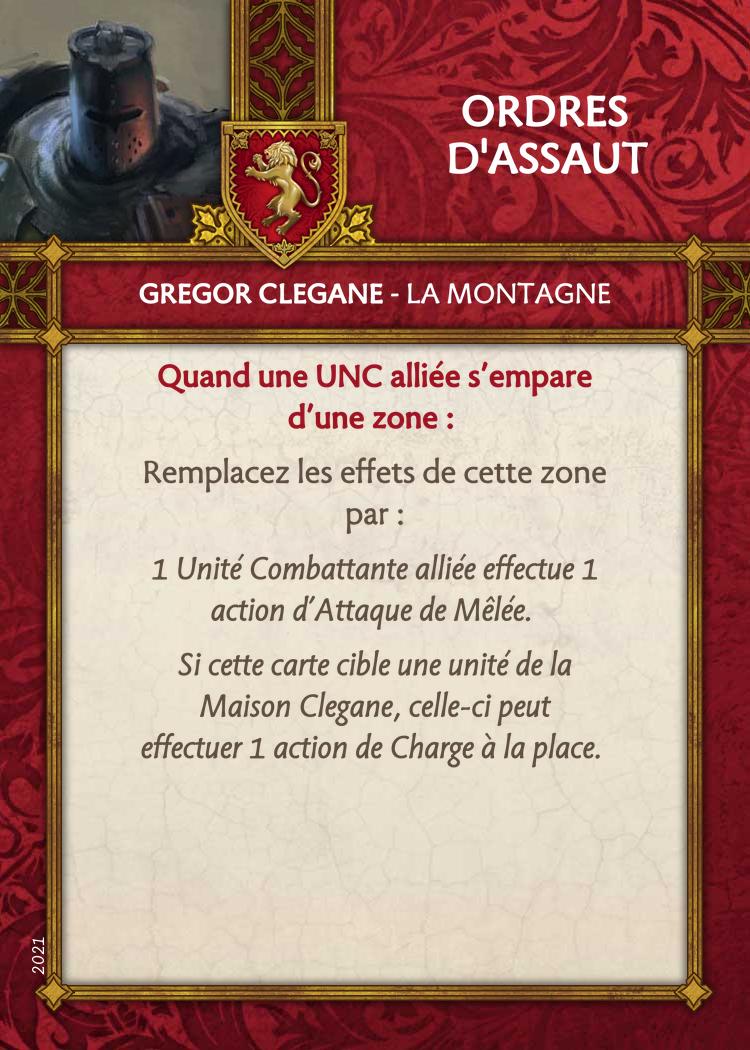 ORDRES
D'ASSAUT
GREGOR CLEGANE - LA MONTAGNE
Quand une UNC alliée s’empare
d’une zone :
Remplacez les effets de cette zone
par :
1 Unité Combattante alliée effectue 1
action d’Attaque de Mêlée.
Si cette carte cible une unité de la
Maison Clegane, celle-ci peut
effectuer 1 action de Charge à la place.
2021